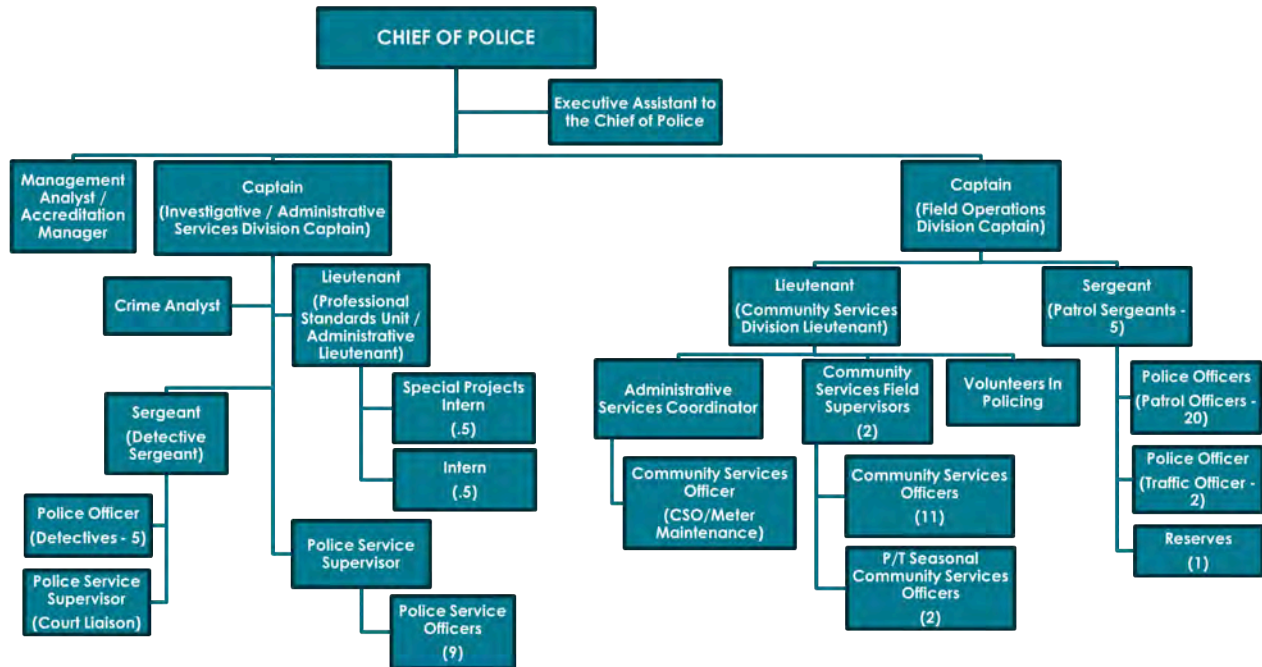 CHIEF OF POLICE
Executive Assistant to
the Chief of Police
Management
Analyst /
Accreditation
Manager
Captain
(Investigative / Administrative
Services Division Captain)
Captain
(Field Operations
Division Captain)
Crime Analyst
Lieutenant
(Professional
Standards Unit /
Administrative
Lieutenant)
Lieutenant
(Community Services
Division Lieutenant)
Sergeant
(Patrol Sergeants -
5)
Sergeant
(Detective
Sergeant)
Special Projects
Intern
(.5)
Intern
(.5)
Administrative
Services Coordinator
Community
Services Field
Supervisors
(2)
Volunteers In
Policing
Police Officers
(Patrol Officers -
20)
Police Officer
(Detectives - 5)
Police Service
Supervisor
(Court Liaison)
Police Service
Supervisor
Police Service
Officers
(9)
Community Services
Officer
(CSO/Meter
Maintenance)
Community Services
Officers
(11)
P/T Seasonal
Community Services
Officers
(2)
Police Officer
(Traffic Officer -
2)
Reserves
(1)